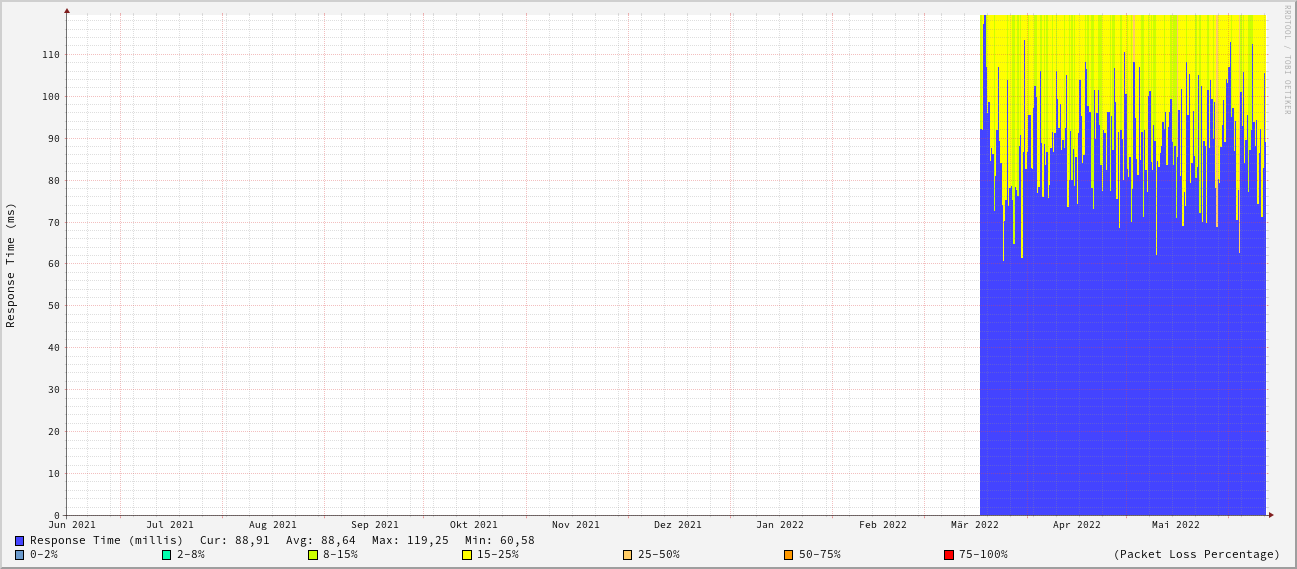 RRDTOOL / TOBI OETIKER
Response Time (ms)
110
100
90
80
70
60
50
40
30
20
10
0
Jun 2021 Jul 2021 Aug 2021 Sep 2021 Okt 2021 Nov 2021 Dez 2021 Jan 2022 Feb 2022 Mär 2022 Apr 2022 Mai 2022
Response Time (millis) Cur: 88,91 Avg: 88,64 Max: 119,25 Min: 60,58
0-2% 2-8% 8-15% 15-25% 25-50% 50-75% 75-100% (Packet Loss Percentage)